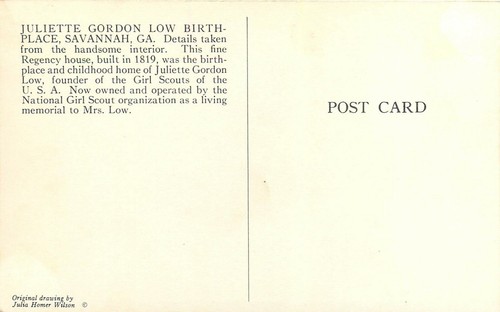 JULIETTE GORDON LOW BIRTH-
PLACE, SAVANNAH, GA. Details taken
from the handsome interior. This fine
Regency house, built in 1819, was the birth-
place and childhood home of Juliette Gordon
Low, founder of the Girl Scouts of the
U. S. A. Now owned and operated by the
National Girl Scout organization as a living
memorial to Mrs. Low.
POST CARD
Original drawing by
Julia Homer Wilson ©